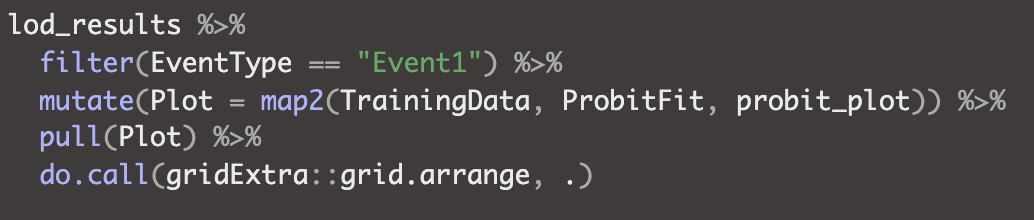 lod_results %>%
  filter(EventType == "Event1") %>%
  mutate(Plot = map2(TrainingData, ProbitFit, probit_plot)) %>%
  pull(Plot) %>%
  do.call(gridExtra::grid.arrange, .)